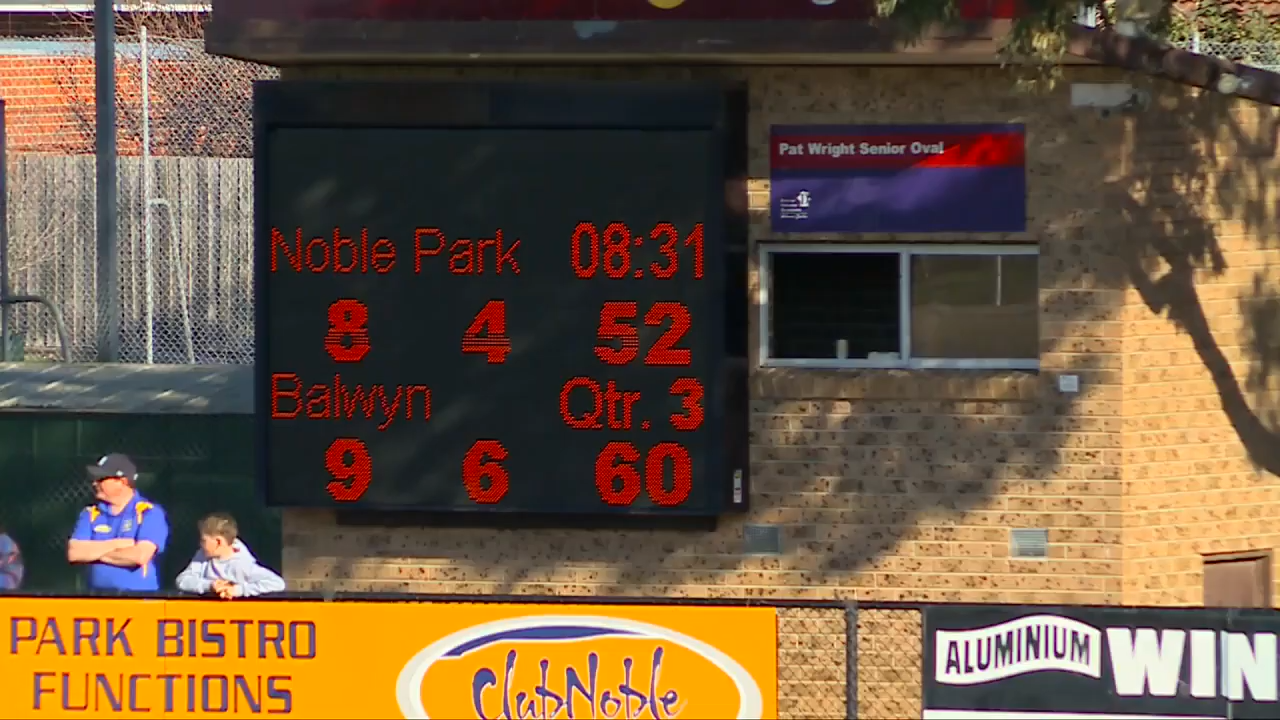 Pat Wright Senior Oval
Noble Park 08:31
8 4 52
Balwyn Qtr. 3
9 6 60
PARK BISTRO
FUNCTIONS
ClubNoble
ALUMINIUM WIN